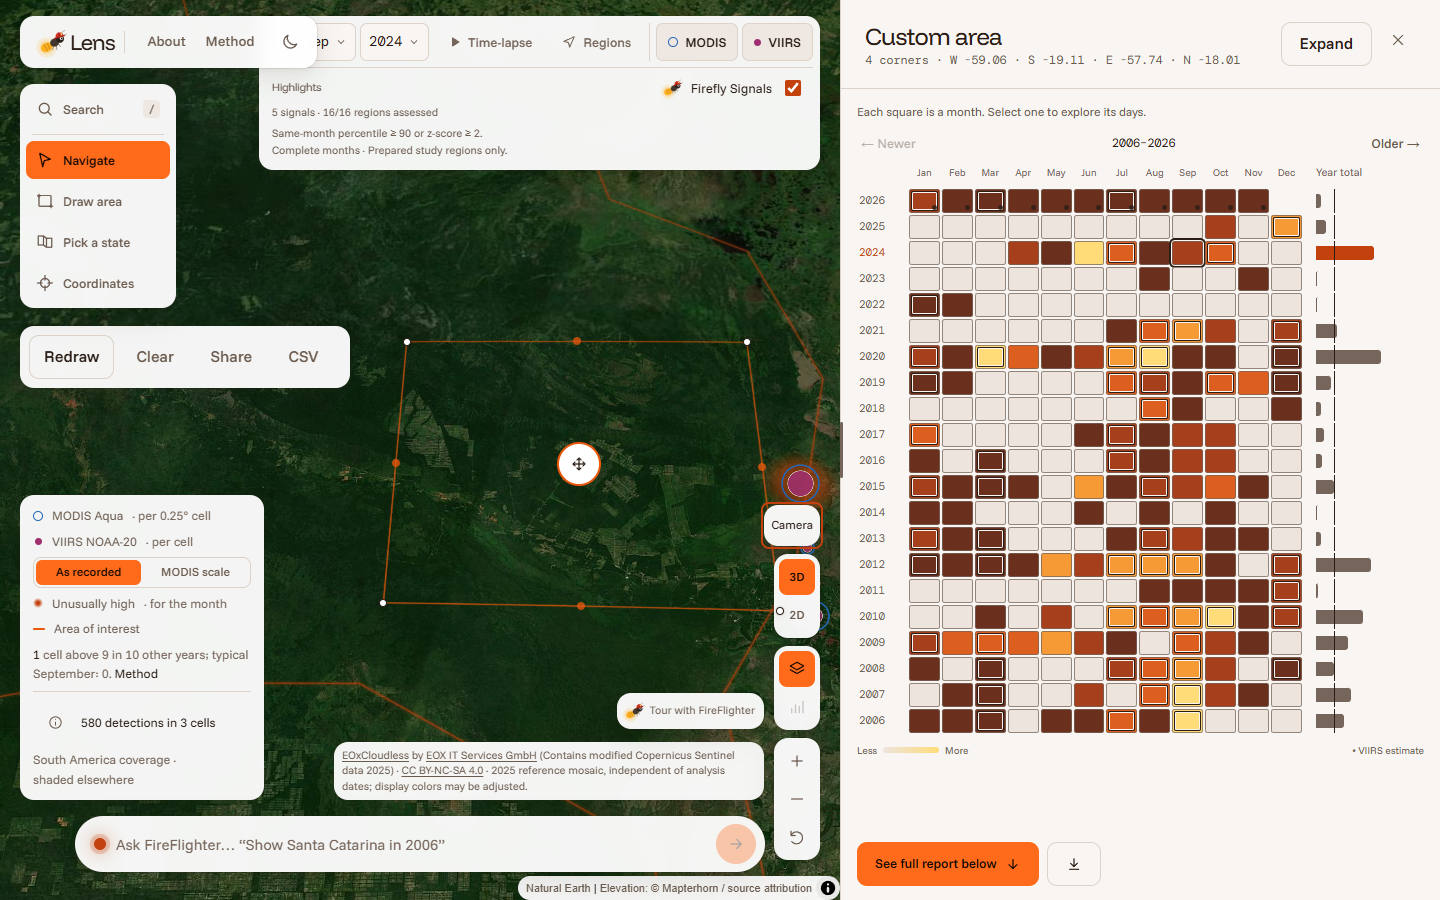 Lens
About
Method
ep
2024
Time-lapse
Regions
MODIS
VIIRS
Highlights
Firefly Signals
5 signals · 16/16 regions assessed
Same-month percentile ≥ 90 or z-score ≥ 2.
Complete months · Prepared study regions only.
Search
/
Navigate
Draw area
Pick a state
Coordinates
Redraw
Clear
Share
CSV
MODIS Aqua · per 0.25° cell
VIIRS NOAA-20 · per cell
As recorded
MODIS scale
Unusually high · for the month
Area of interest
1 cell above 9 in 10 other years; typical
September: 0. Method
580 detections in 3 cells
South America coverage ·
shaded elsewhere
Camera
3D
2D
Tour with FireFlighter
EOxCloudless by EOX IT Services GmbH (Contains modified Copernicus Sentinel
data 2025) · CC BY-NC-SA 4.0 · 2025 reference mosaic, independent of analysis
dates; display colors may be adjusted.
Ask FireFlighter… “Show Santa Catarina in 2006”
Natural Earth | Elevation: © Mapterhorn / source attribution
Custom area
4 corners · W -59.06 · S -19.11 · E -57.74 · N -18.01
Expand
Each square is a month. Select one to explore its days.
← Newer
2006–2026
Older →
Jan Feb Mar Apr May Jun Jul Aug Sep Oct Nov Dec Year total
2026
2025
2024
2023
2022
2021
2020
2019
2018
2017
2016
2015
2014
2013
2012
2011
2010
2009
2008
2007
2006
Less
More
• VIIRS estimate
See full report below ↓